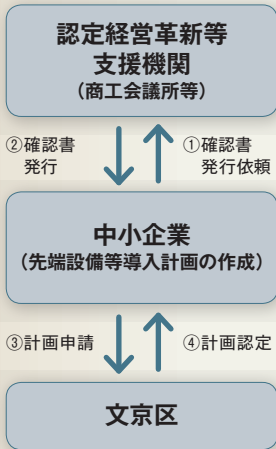 認定経営革新等
支援機関
（商工会議所等）
②確認書
発行
①確認書
発行依頼
中小企業
（先端設備等導入計画の作成）
③計画申請
④計画認定
文京区